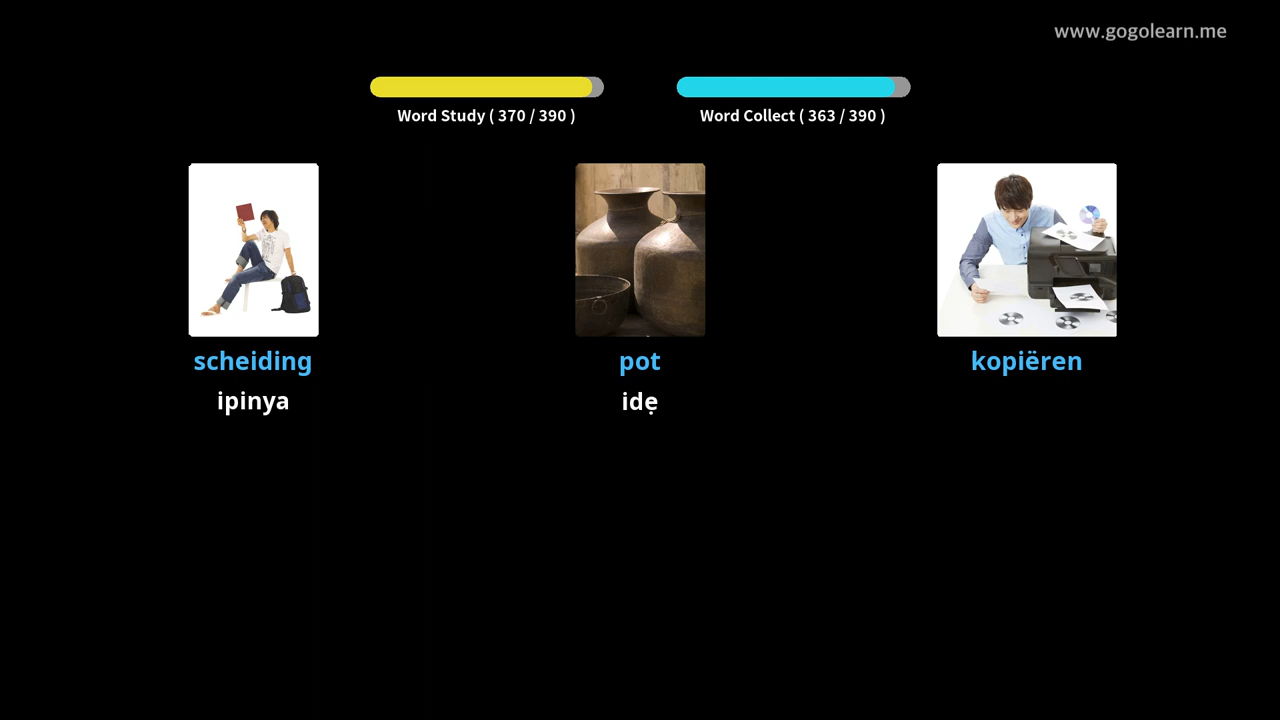 www.gogolearn.me
Word Study ( 370 / 390 )
Word Collect ( 363 / 390 )
scheiding
pot
kopiëren
ipinya
idẹ